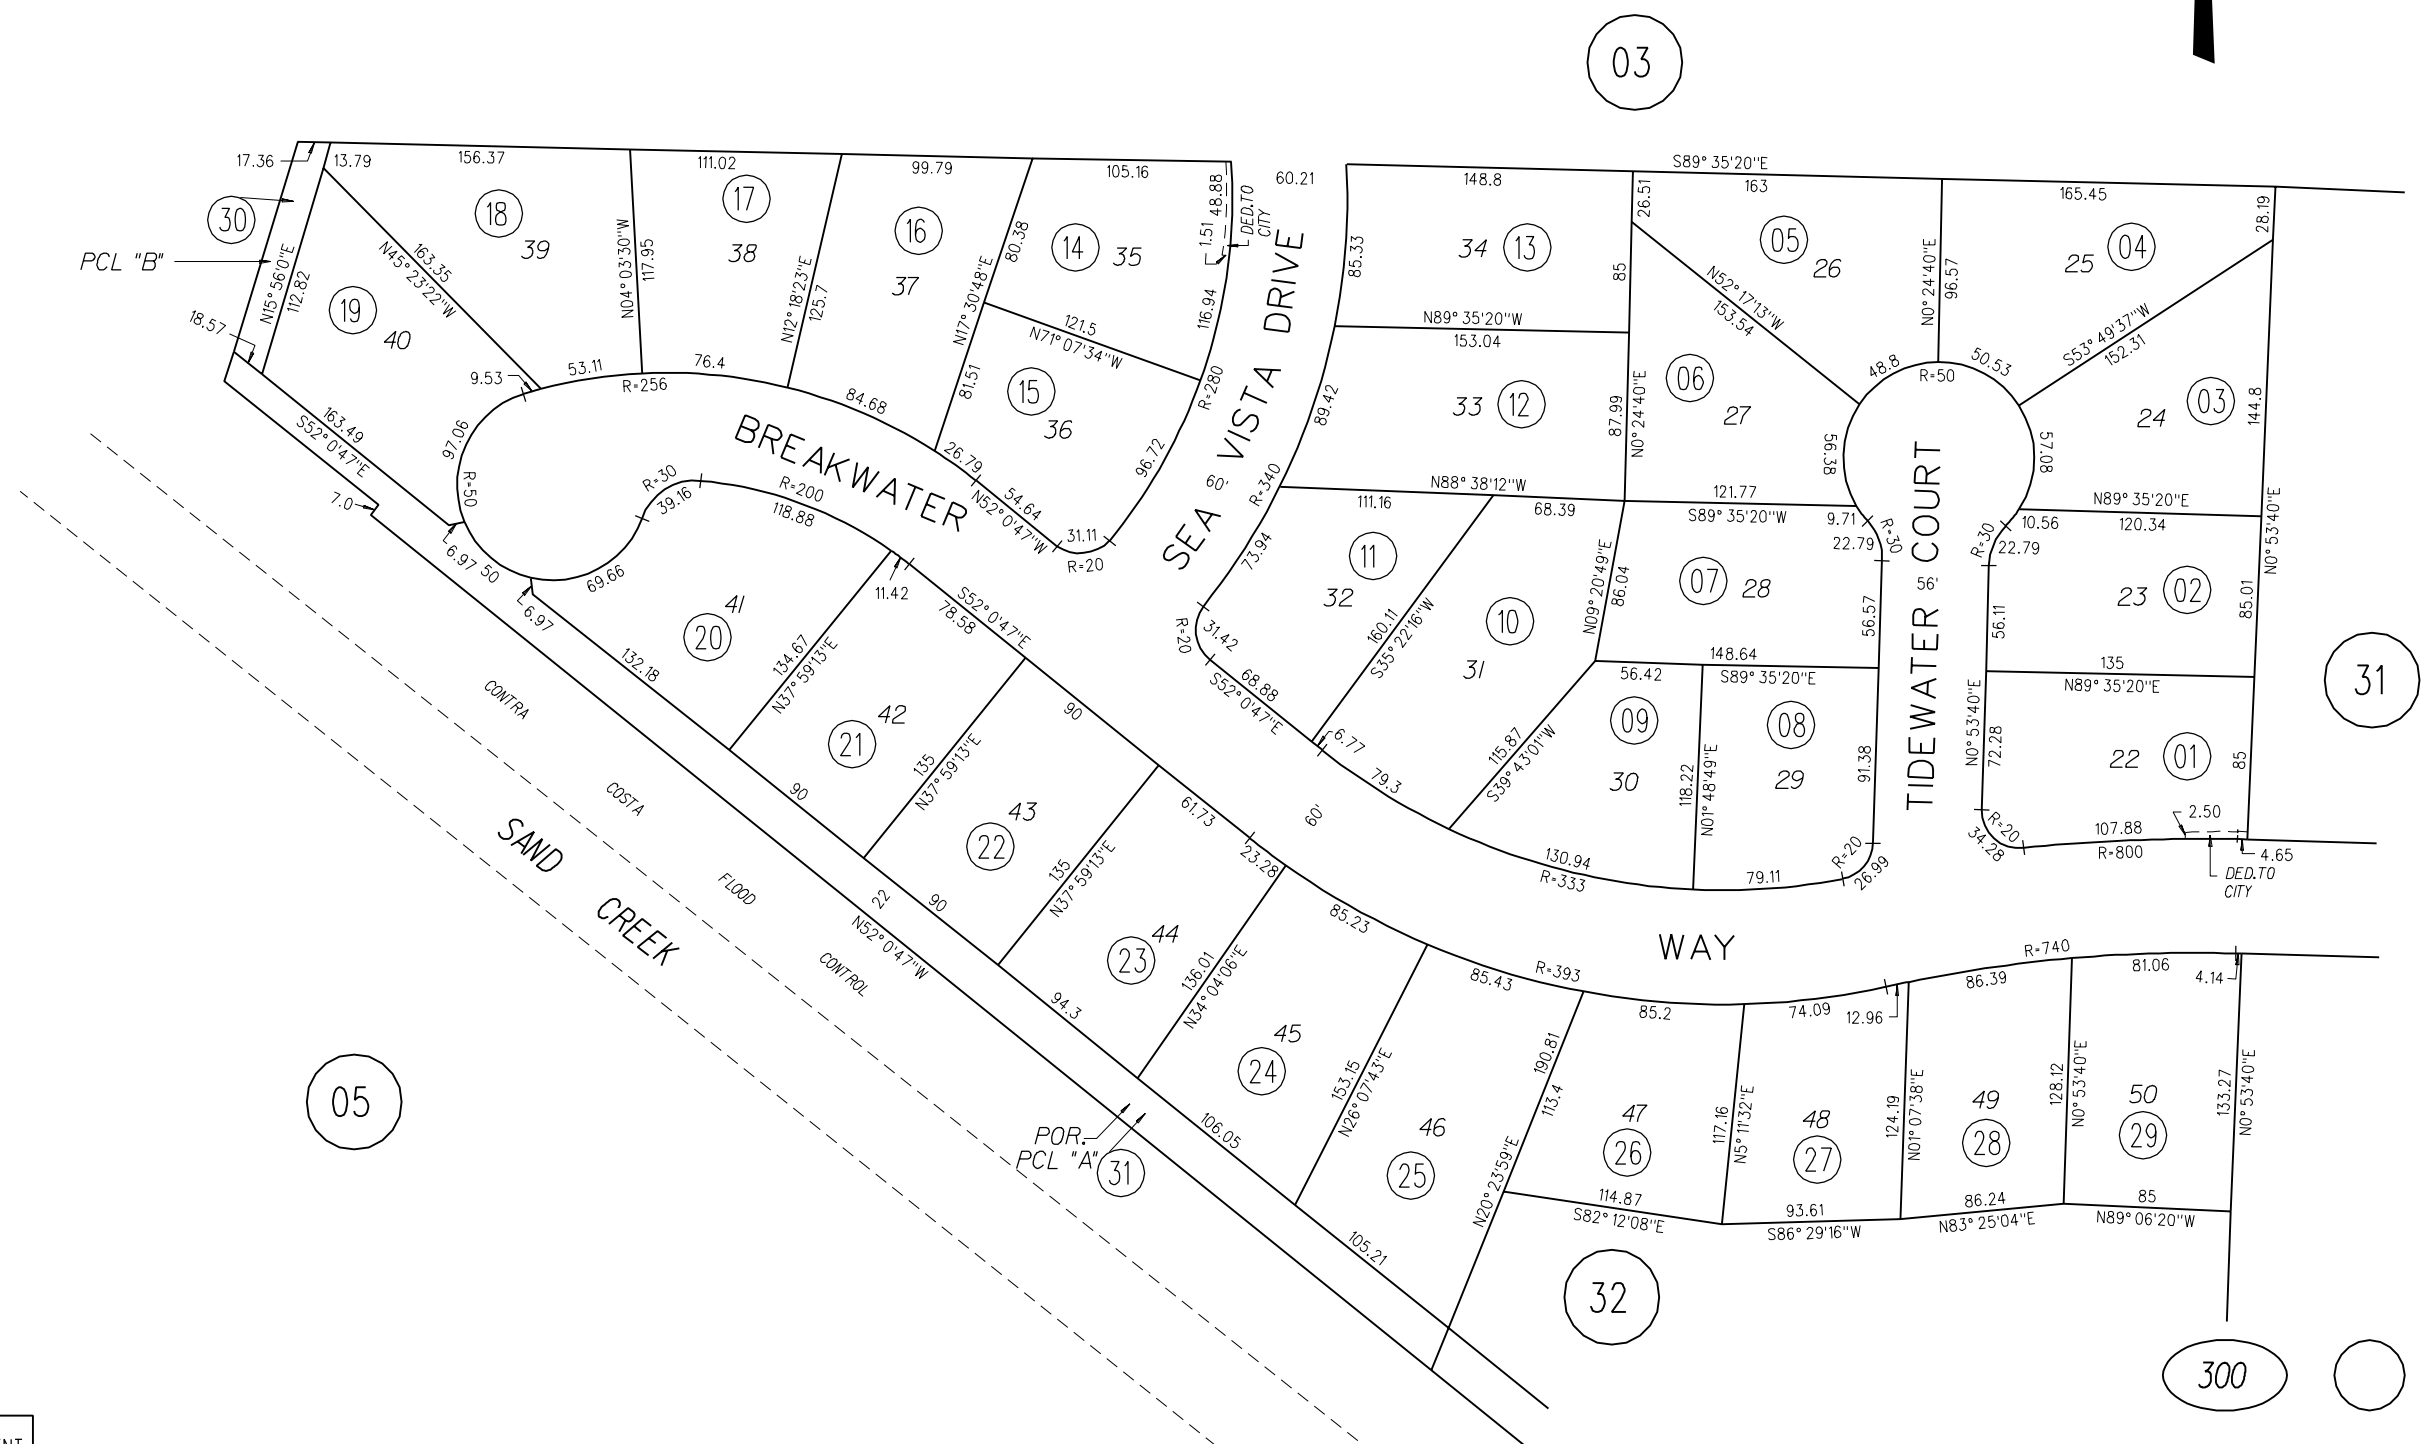 03
17.36
13.79
156.37
111.02
99.79
105.16
48.88
1.51
DED.TO
CITY
60.21
148.8
S89° 35'20"E
26.51
163
165.45
28.19
30
PCL "B"
18
39
17
38
16
37
14
35
34
13
05
26
25
04
N15° 56'0"E
112.82
163.35
N45° 23'22"W
N04° 03'30"W
117.95
N12° 18'23"E
125.7
80.38
N17° 30'48"E
81.51
116.94
85.33
85
N52° 17'13"W
153.54
N0° 24'40"E
96.57
S53° 49'37"W
152.31
19
40
18.57
121.5
N71° 07'34"W
N89° 35'20"W
153.04
9.53
53.11
R=256
76.4
84.68
26.79
15
36
R=280
96.72
SEA VISTA DRIVE
60'
89.42
33
12
87.99
N0° 24'40"E
06
27
48.8
R=50
50.53
56.38
57.08
24
03
144.8
163.49
S52° 0'47"E
97.06
R=50
7.0
R=30
39.16
R=200
118.88
BREAKWATER
54.64
N52° 0'47"W
31.11
R=20
R=340
N88° 38'12"W
111.16
68.39
121.77
S89° 35'20"W
9.71
R=30
22.79
N89° 35'20"E
10.56
120.34
R=30
22.79
N0° 53'40"E
6.97
50
69.66
6.97
41
20
11.42
S52° 0'47"E
78.58
73.94
R=20
31.42
11
32
10
31
160.11
S35° 22'16"W
N09° 20'49"E
86.04
07
28
56.57
TIDEWATER COURT
56'
56.11
23
02
85.01
31
132.18
134.67
N37° 59'13"E
68.88
S52° 0'47"E
148.64
56.42
S89° 35'20"E
135
N89° 35'20"E
CONTRA
COSTA
FLOOD
CONTROL
SAND CREEK
42
21
90
90
6.77
79.3
115.87
S39° 43'01"W
09
30
118.22
N01° 48'49"E
08
29
91.38
N0° 53'40"E
72.28
22
01
85
135
N37° 59'13"E
43
22
61.73
60'
23.28
130.94
R=333
79.11
R=20
26.99
R=20
34.28
107.88
R=800
2.50
4.65
DED.TO
CITY
90
22
N52° 0'47"W
135
N37° 59'13"E
44
23
85.23
WAY
R=393
85.43
R=740
86.39
81.06
4.14
94.3
136.01
N34° 04'06"E
45
24
85.2
74.09
12.96
05
POR.
PCL "A"
31
106.05
153.15
N26° 07'43"E
46
25
190.81
113.4
N20° 23'59"E
47
26
117.16
N5° 11'32"E
48
27
124.19
N01° 07'38"E
49
28
128.12
N0° 53'40"E
50
29
133.27
N0° 53'40"E
105.21
114.87
S82° 12'08"E
93.61
S86° 29'16"W
86.24
N83° 25'04"E
85
N89° 06'20"W
32
300